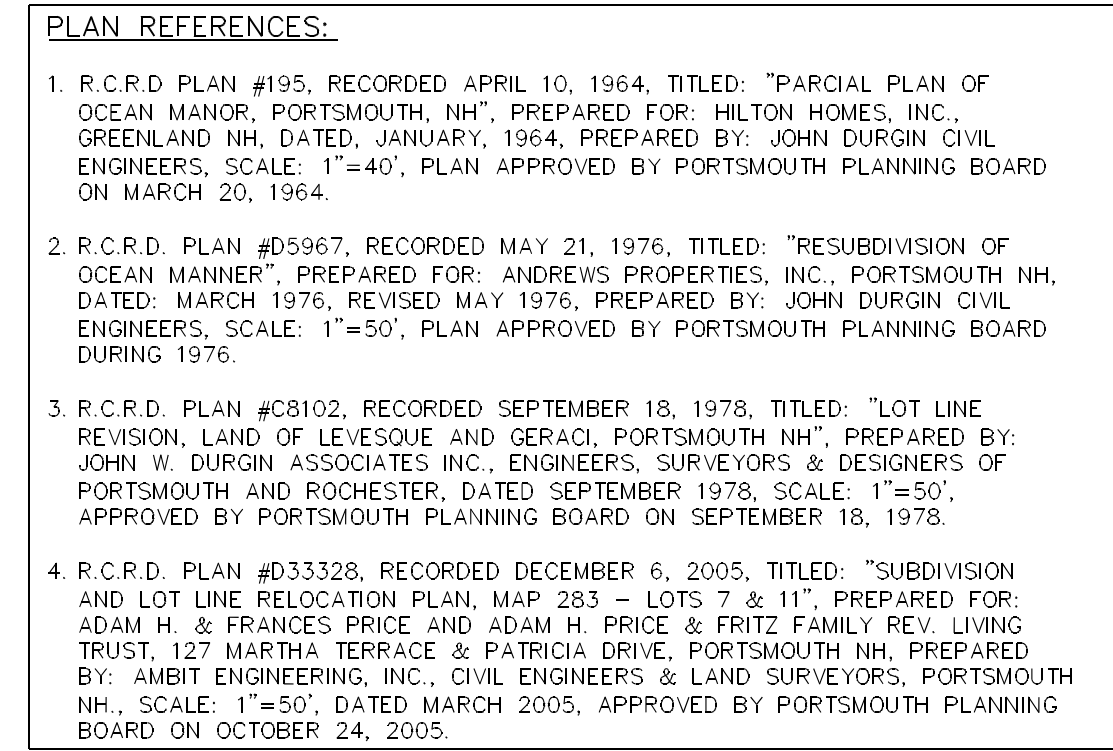 PLAN REFERENCES:
1. R.C.R.D PLAN #195, RECORDED APRIL 10, 1964, TITLED: "PARCIAL PLAN OF
OCEAN MANOR, PORTSMOUTH, NH", PREPARED FOR: HILTON HOMES, INC.,
GREENLAND NH, DATED, JANUARY, 1964, PREPARED BY: JOHN DURGIN CIVIL
ENGINEERS, SCALE: 1"=40', PLAN APPROVED BY PORTSMOUTH PLANNING BOARD
ON MARCH 20, 1964.
2. R.C.R.D. PLAN #D5967, RECORDED MAY 21, 1976, TITLED: "RESUBDIVISION OF
OCEAN MANNER", PREPARED FOR: ANDREWS PROPERTIES, INC., PORTSMOUTH NH,
DATED: MARCH 1976, REVISED MAY 1976, PREPARED BY: JOHN DURGIN CIVIL
ENGINEERS, SCALE: 1"=50', PLAN APPROVED BY PORTSMOUTH PLANNING BOARD
DURING 1976.
3. R.C.R.D. PLAN #C8102, RECORDED SEPTEMBER 18, 1978, TITLED: "LOT LINE
REVISION, LAND OF LEVESQUE AND GERACI, PORTSMOUTH NH", PREPARED BY:
JOHN W. DURGIN ASSOCIATES INC., ENGINEERS, SURVEYORS & DESIGNERS OF
PORTSMOUTH AND ROCHESTER, DATED SEPTEMBER 1978, SCALE: 1"=50',
APPROVED BY PORTSMOUTH PLANNING BOARD ON SEPTEMBER 18, 1978.
4. R.C.R.D. PLAN #D33328, RECORDED DECEMBER 6, 2005, TITLED: "SUBDIVISION
AND LOT LINE RELOCATION PLAN, MAP 283 – LOTS 7 & 11", PREPARED FOR:
ADAM H. & FRANCES PRICE AND ADAM H. PRICE & FRITZ FAMILY REV. LIVING
TRUST, 127 MARTHA TERRACE & PATRICIA DRIVE, PORTSMOUTH NH, PREPARED
BY: AMBIT ENGINEERING, INC., CIVIL ENGINEERS & LAND SURVEYORS, PORTSMOUTH
NH., SCALE: 1"=50', DATED MARCH 2005, APPROVED BY PORTSMOUTH PLANNING
BOARD ON OCTOBER 24, 2005.